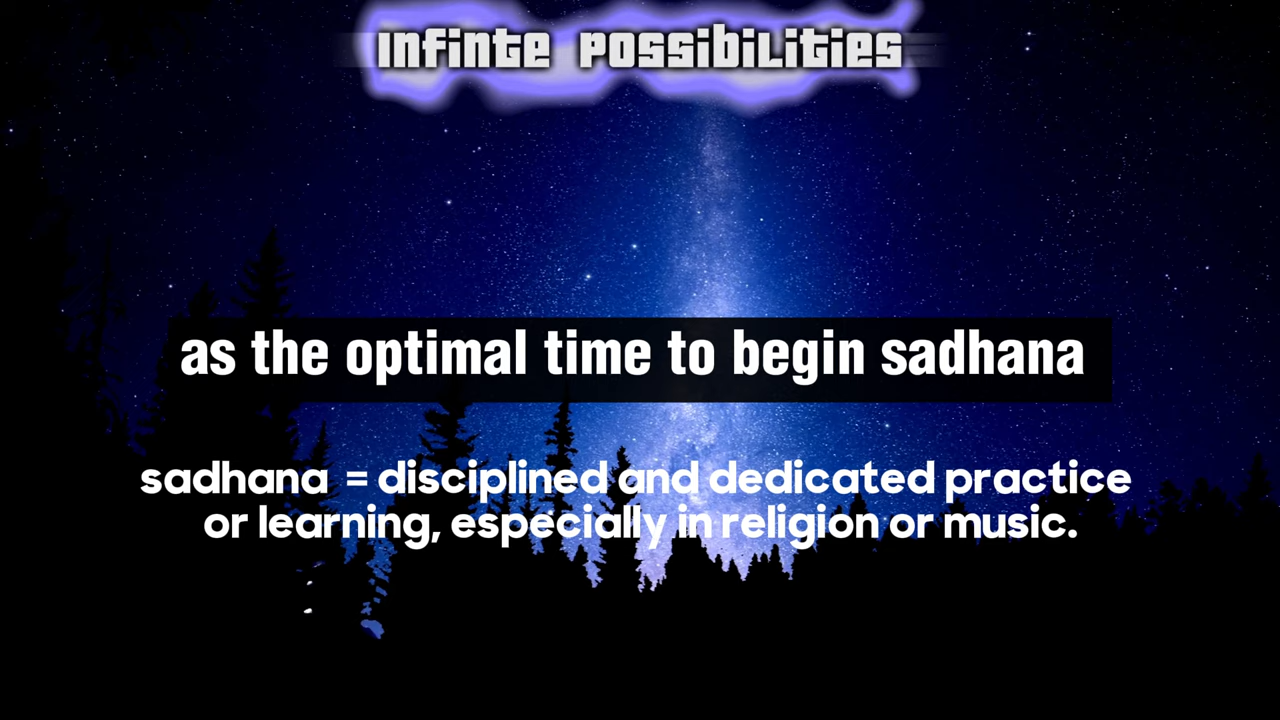 Infinte Possibilities
as the optimal time to begin sadhana
sadhana = disciplined and dedicated practice
or learning, especially in religion or music.